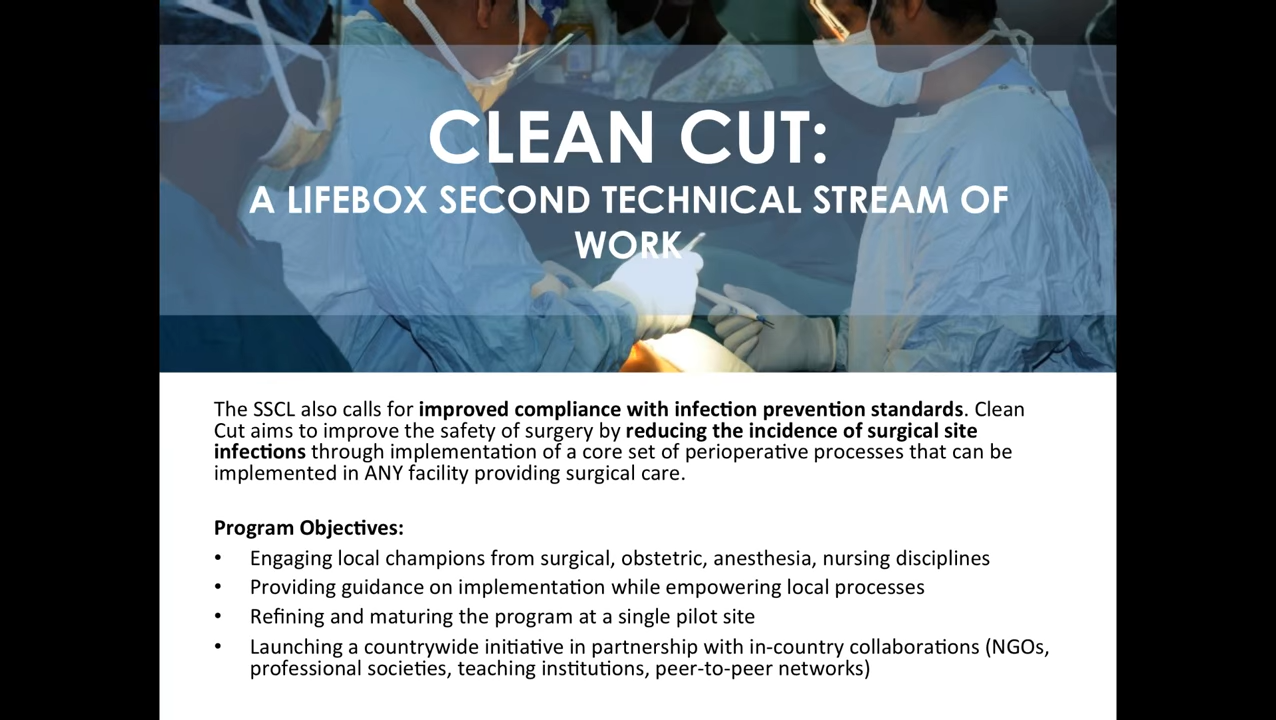 CLEAN CUT:
A LIFEBOX SECOND TECHNICAL STREAM OF
WORK
The SSCL also calls for improved compliance with infection prevention standards. Clean
Cut aims to improve the safety of surgery by reducing the incidence of surgical site
infections through implementation of a core set of perioperative processes that can be
implemented in ANY facility providing surgical care.
Program Objectives:
• Engaging local champions from surgical, obstetric, anesthesia, nursing disciplines
• Providing guidance on implementation while empowering local processes
• Refining and maturing the program at a single pilot site
• Launching a countrywide initiative in partnership with in-country collaborations (NGOs,
professional societies, teaching institutions, peer-to-peer networks)